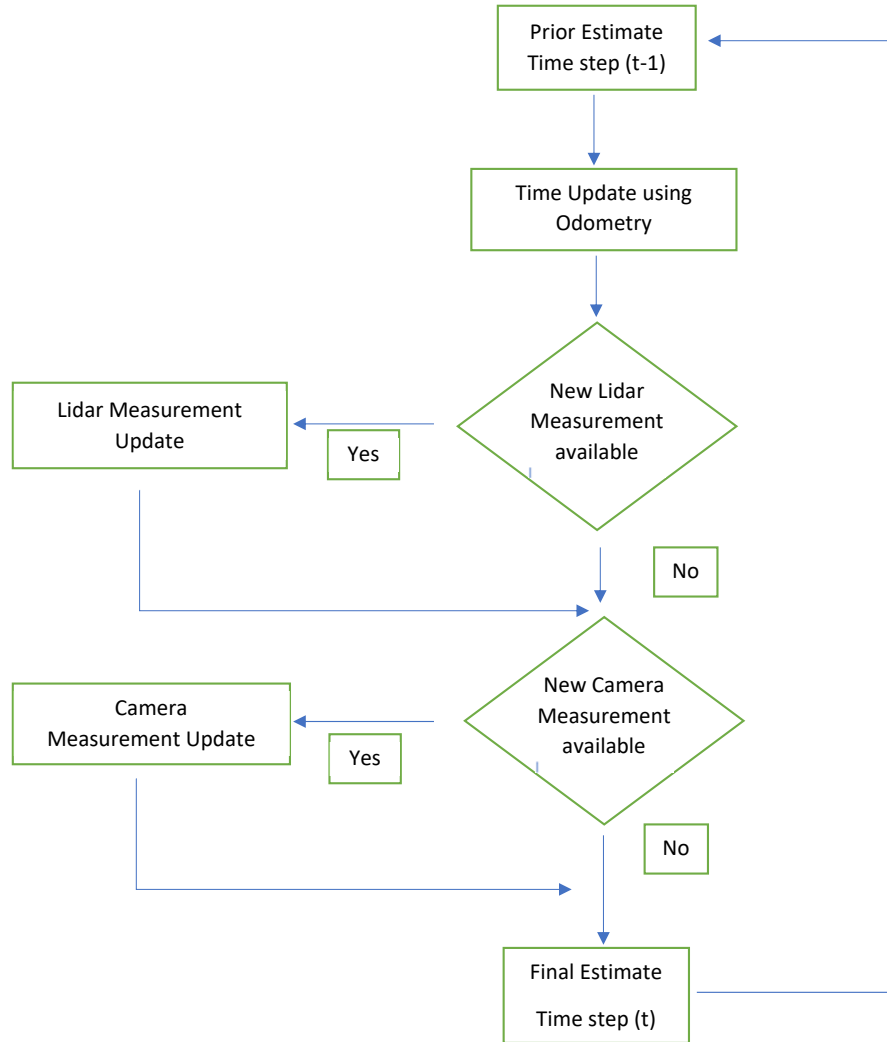 Prior Estimate
Time step (t-1)
Time Update using
Odometry
New Lidar
Measurement
available
Lidar Measurement
Update
Yes
No
New Camera
Measurement
available
Camera
Measurement Update
Yes
No
Final Estimate
Time step (t)